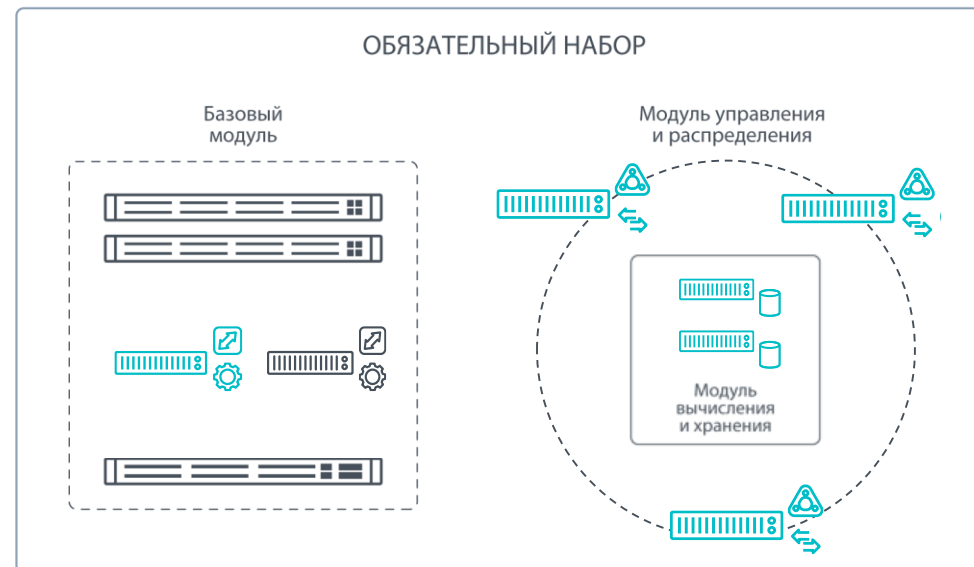 ОБЯЗАТЕЛЬНЫЙ НАБОР
Базовый
модуль
Модуль управления
и распределения
Модуль
вычисления
и хранения